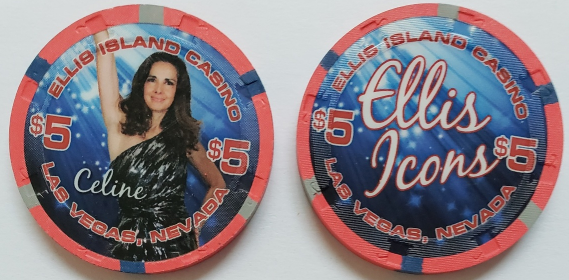 ELLIS ISLAND CASINO
$5 $5
Celine
LAS VEGAS, NEVADA
ELLIS ISLAND CASINO
Ellis
$5 $5
Icons
LAS VEGAS, NEVADA